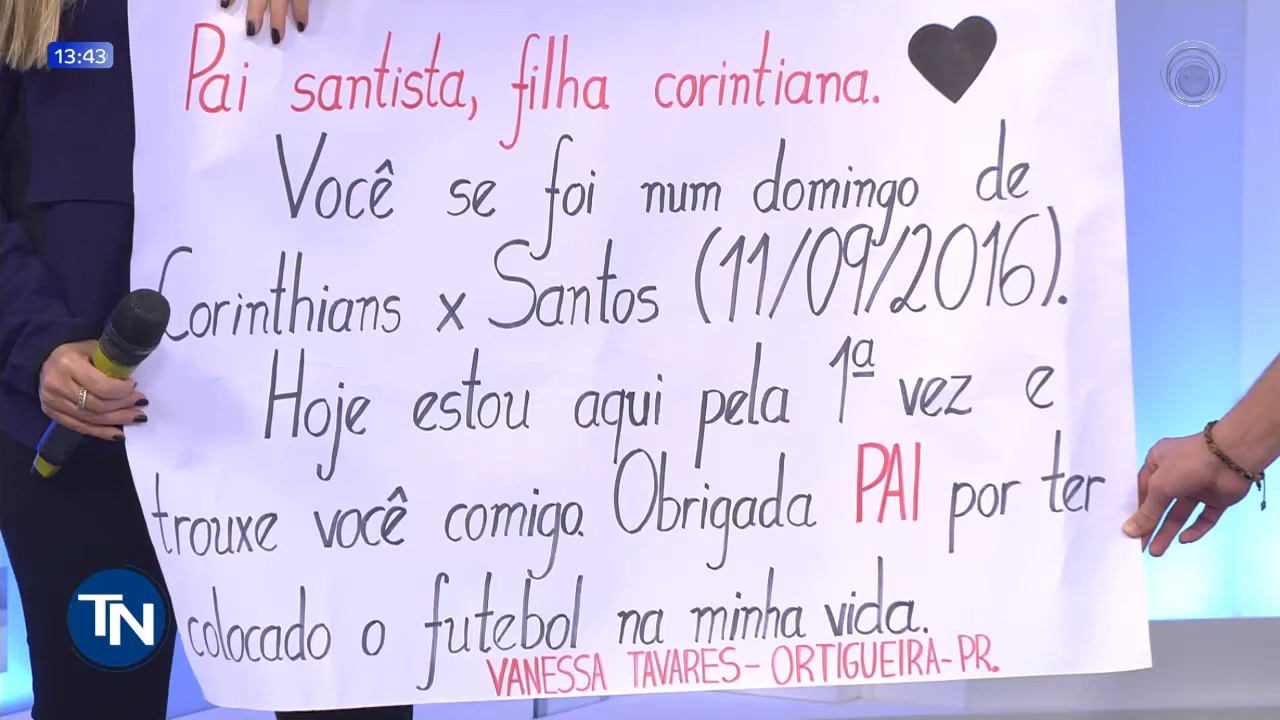 13:43
Pai santista, filha corintiana.
Você se foi num domingo de
Corinthians x Santos (11/09/2016).
Hoje estou aqui pela 1ª vez e
trouxe você comigo. Obrigada PAI por ter
colocado o futebol na minha vida.
VANESSA TAVARES- ORTIGUEIRA-PR.
TN